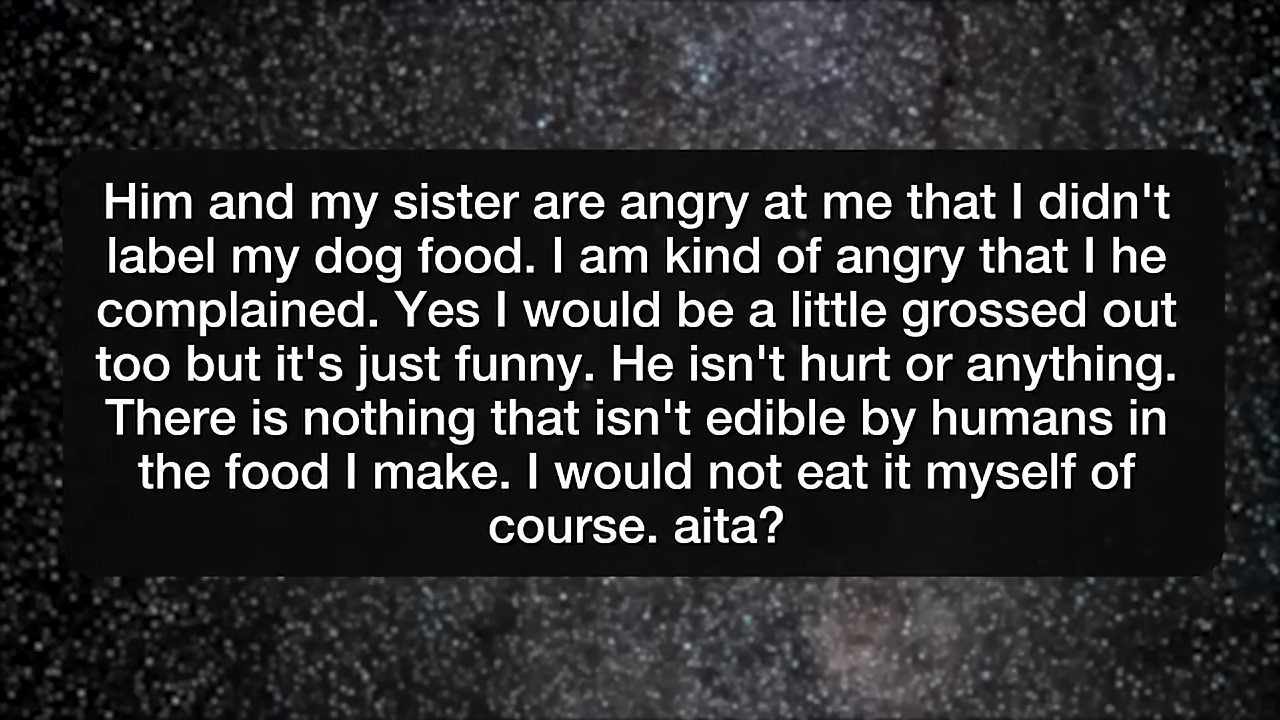 Him and my sister are angry at me that I didn't
label my dog food. I am kind of angry that I he
complained. Yes I would be a little grossed out
too but it's just funny. He isn't hurt or anything.
There is nothing that isn't edible by humans in
the food I make. I would not eat it myself of
course. aita?